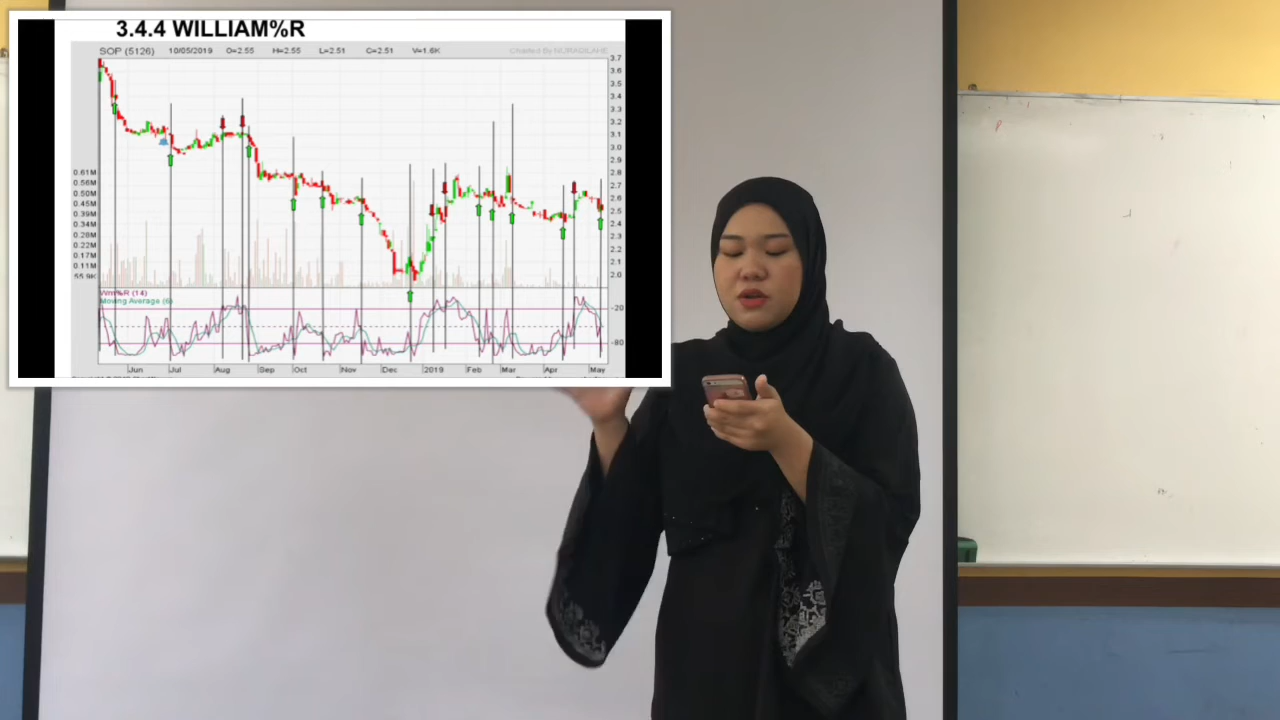 3.4.4 WILLIAM%R
SOP (5126) 10/05/2019 O=2.55 H=2.55 L=2.51 C=2.51 V=1.6K Charted By NURADILAHE
3.7
3.6
3.5
3.4
3.3
3.2
3.1
3.0
2.9
2.8
2.7
2.6
2.5
2.4
2.3
2.2
2.1
2.0
0.61M
0.56M
0.50M
0.45M
0.39M
0.34M
0.28M
0.22M
0.17M
0.11M
55.9K
Wm%R (14)
Moving Average (6)
-20
-80
Jun Jul Aug Sep Oct Nov Dec 2019 Feb Mar Apr May